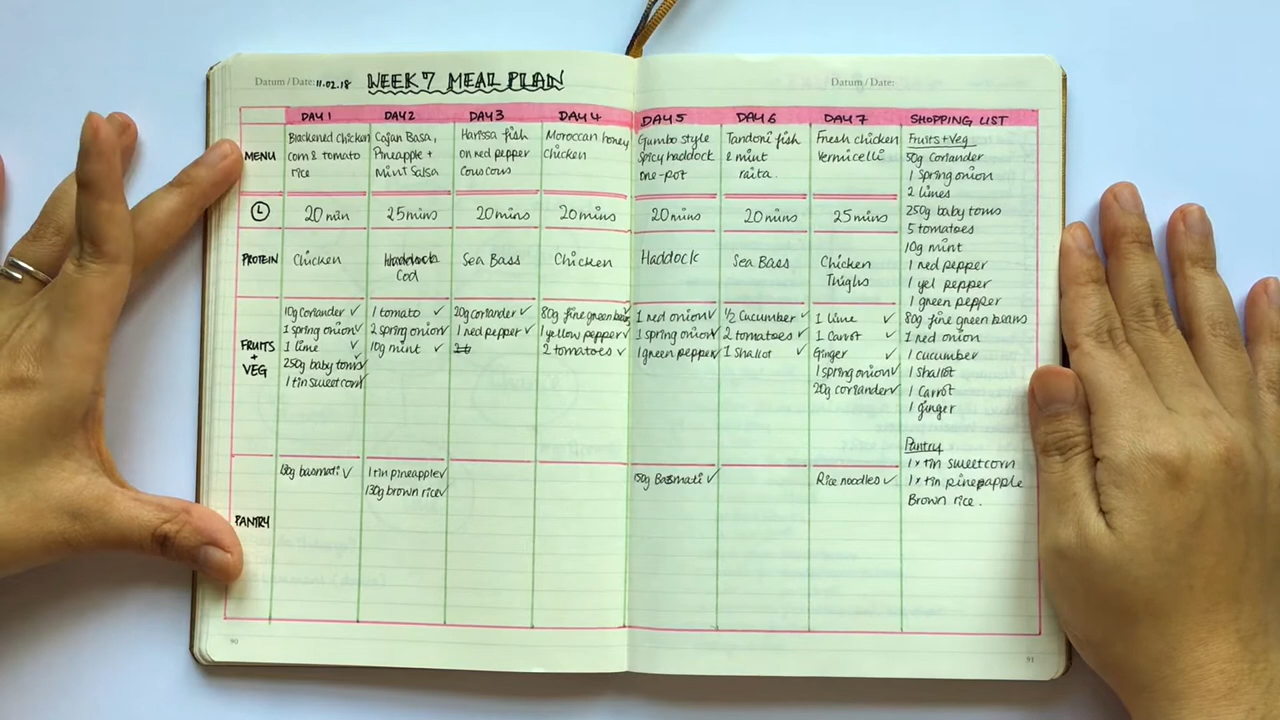 Datum / Date: 11.02.18 WEEK 7 MEAL PLAN
Datum / Date:
DAY 1 DAY 2 DAY 3 DAY 4 DAY 5 DAY 6 DAY 7 SHOPPING LIST
MENU
Blackened chicken
corn & tomato
rice
Cajan Basa,
Pineapple +
Mint Salsa
Harissa fish
on red pepper
Couscous
Moroccan honey
chicken
Gumbo style
Spicy haddock
one-pot
Tandoni fish
& mint
raita.
Fresh chicken
Vermicelli
L
20 min
25 mins
20 mins
20 mins
20 mins
20 mins
25 mins
PROTEIN
Chicken
Haddock
Cod
Sea Bass
Chicken
Haddock
Sea Bass
Chicken
Thighs
FRUITS
+
VEG
10g coriander ✓
1 spring onion ✓
1 lime ✓
250g baby toms ✓
1 tin sweetcorn ✓
1 tomato ✓
2 spring onion ✓
10g mint ✓
20g coriander ✓
1 red pepper ✓
80g fine green beans ✓
1 yellow pepper ✓
2 tomatoes ✓
1 red onion ✓
1 spring onion ✓
1 green pepper ✓
1/2 Cucumber ✓
2 tomatoes ✓
1 Shallot ✓
1 lime ✓
1 Carrot ✓
Ginger ✓
1 spring onion ✓
20g coriander ✓
PANTRY
basmati ✓
1 tin pineapple ✓
130g brown rice ✓
150g Basmati ✓
Rice noodles ✓
Fruits + Veg
50g Coriander
1 Spring onion
2 limes
250g baby toms
5 tomatoes
10g mint
1 red pepper
1 yel pepper
1 green pepper
80g fine green beans
1 red onion
1 cucumber
1 shallot
1 Carrot
1 ginger
Pantry
1 x tin sweetcorn
1 x tin pinepapple
Brown rice.
90
91